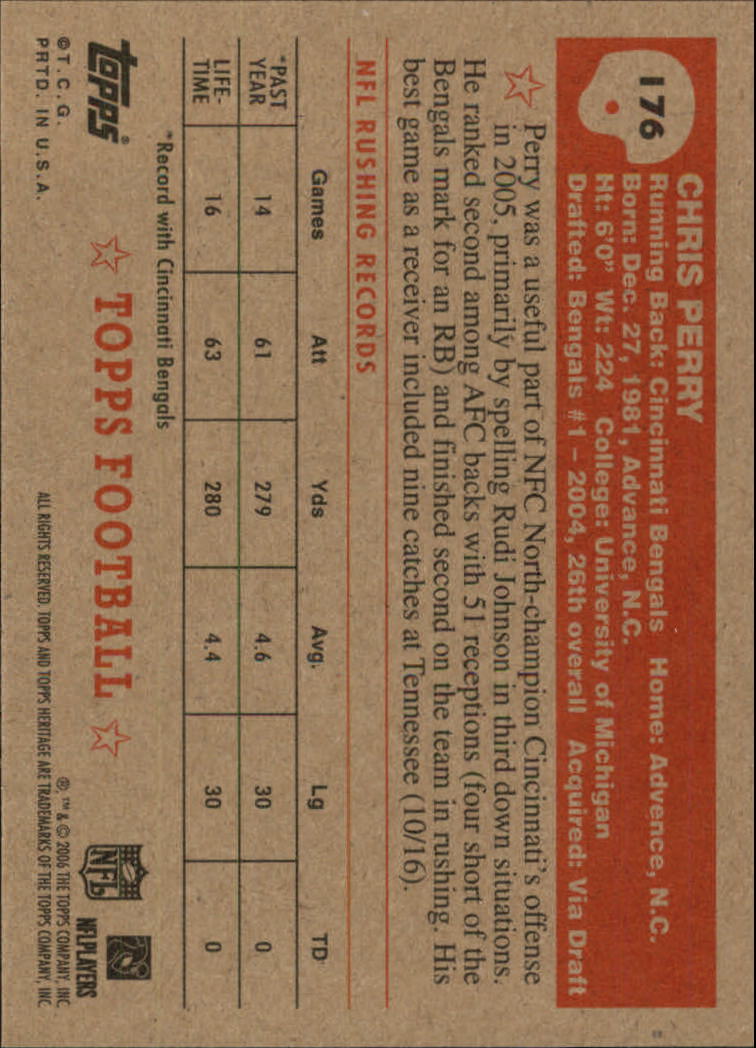 176
CHRIS PERRY
Running Back: Cincinnati Bengals Home: Advence, N.C.
Born: Dec. 27, 1981, Advance, N.C.
Ht: 6'0" Wt: 224 College: University of Michigan
Drafted: Bengals #1 – 2004, 26th overall Acquired: Via Draft
Perry was a useful part of NFC North-champion Cincinnati's offense
in 2005, primarily by spelling Rudi Johnson in third down situations.
He ranked second among AFC backs with 51 receptions (four short of the
Bengals mark for an RB) and finished second on the team in rushing. His
best game as a receiver included nine catches at Tennessee (10/16).
NFL RUSHING RECORDS
Games Att Yds Avg. Lg TD
*PAST
YEAR 14 61 279 4.6 30 0
LIFE-
TIME 16 63 280 4.4 30 0
*Record with Cincinnati Bengals
topps®
TOPPS FOOTBALL
NFL
NFLPLAYERS
©T.C.G.
PRTD. IN U.S.A.
®, ™ & © 2006 THE TOPPS COMPANY, INC
ALL RIGHTS RESERVED. TOPPS AND TOPPS HERITAGE ARE TRADEMARKS OF THE TOPPS COMPANY, INC